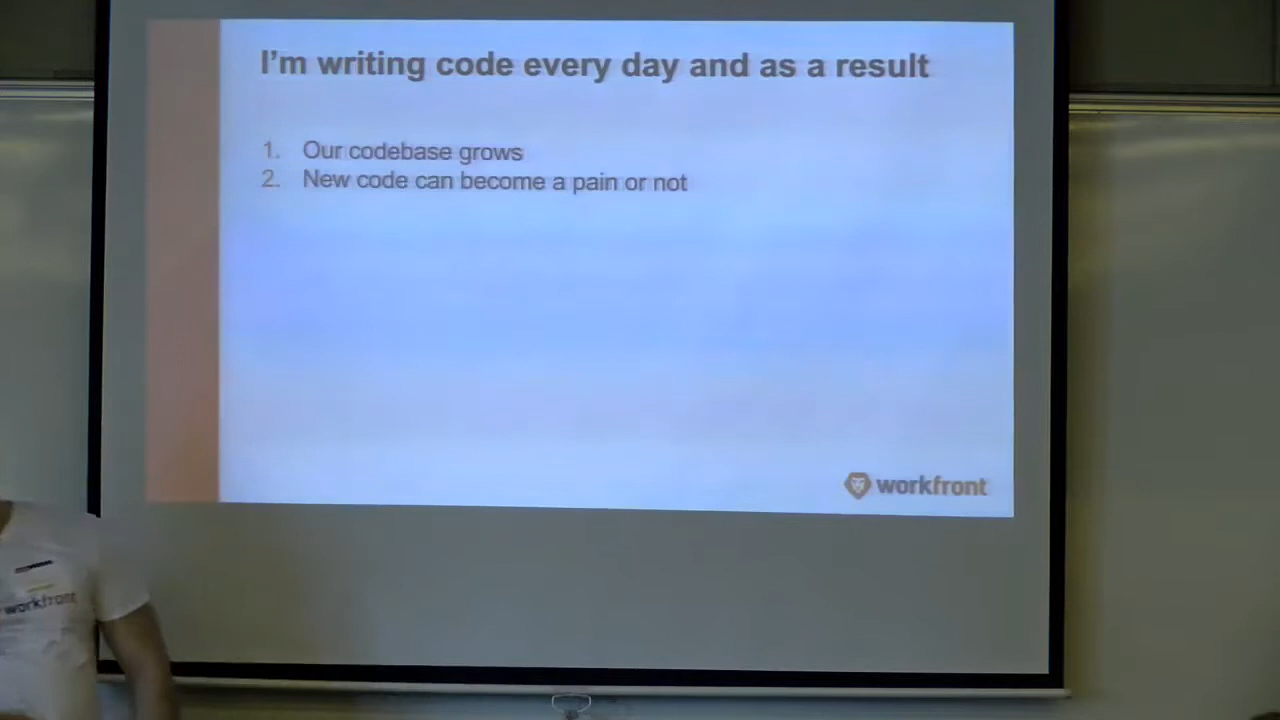 I'm writing code every day and as a result
1. Our codebase grows
2. New code can become a pain or not
workfront
workfront